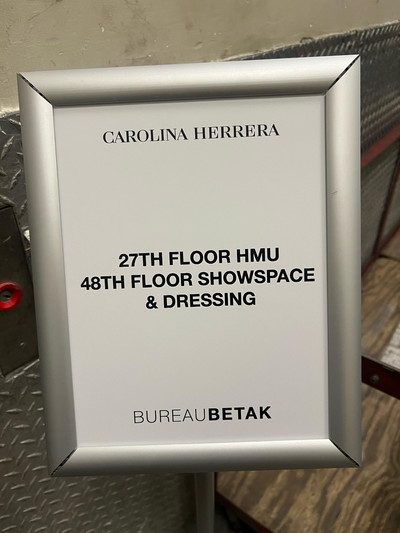 CAROLINA HERRERA
27TH FLOOR HMU
48TH FLOOR SHOWSPACE
& DRESSING
BUREAUBETAK